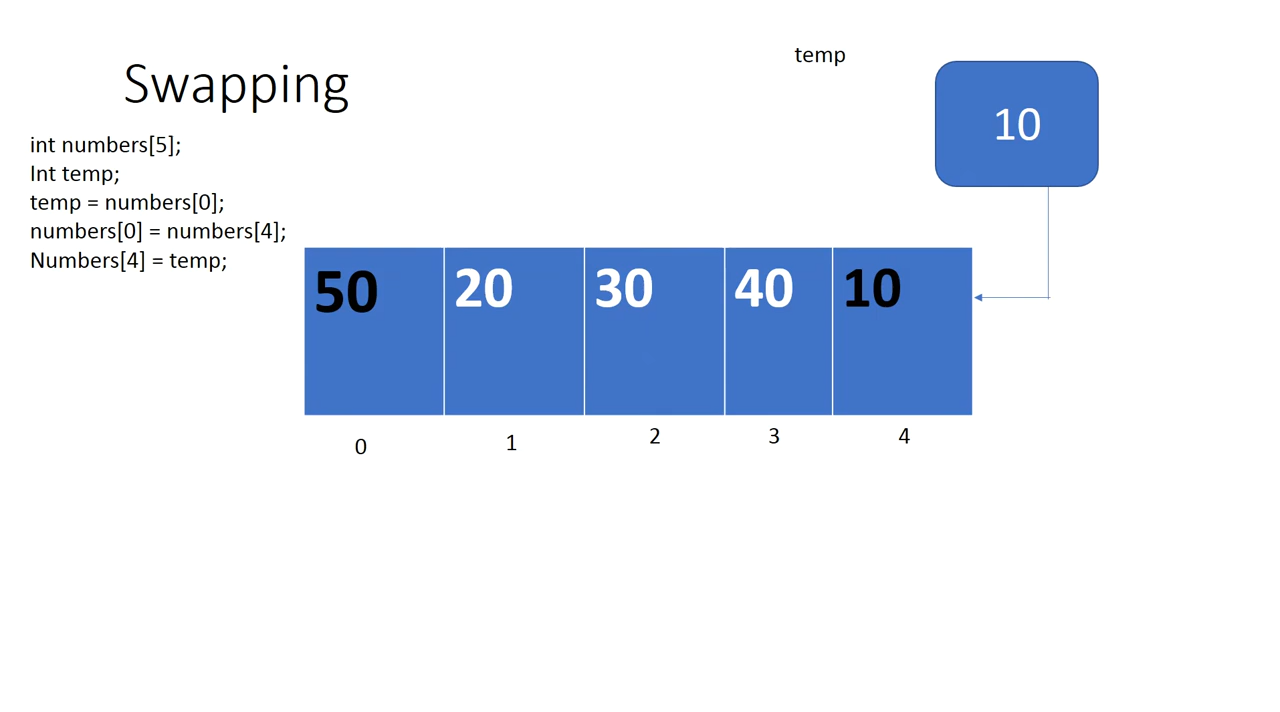 Swapping
int numbers[5];
Int temp;
temp = numbers[0];
numbers[0] = numbers[4];
Numbers[4] = temp;
temp
10
50 20 30 40 10
0 1 2 3 4